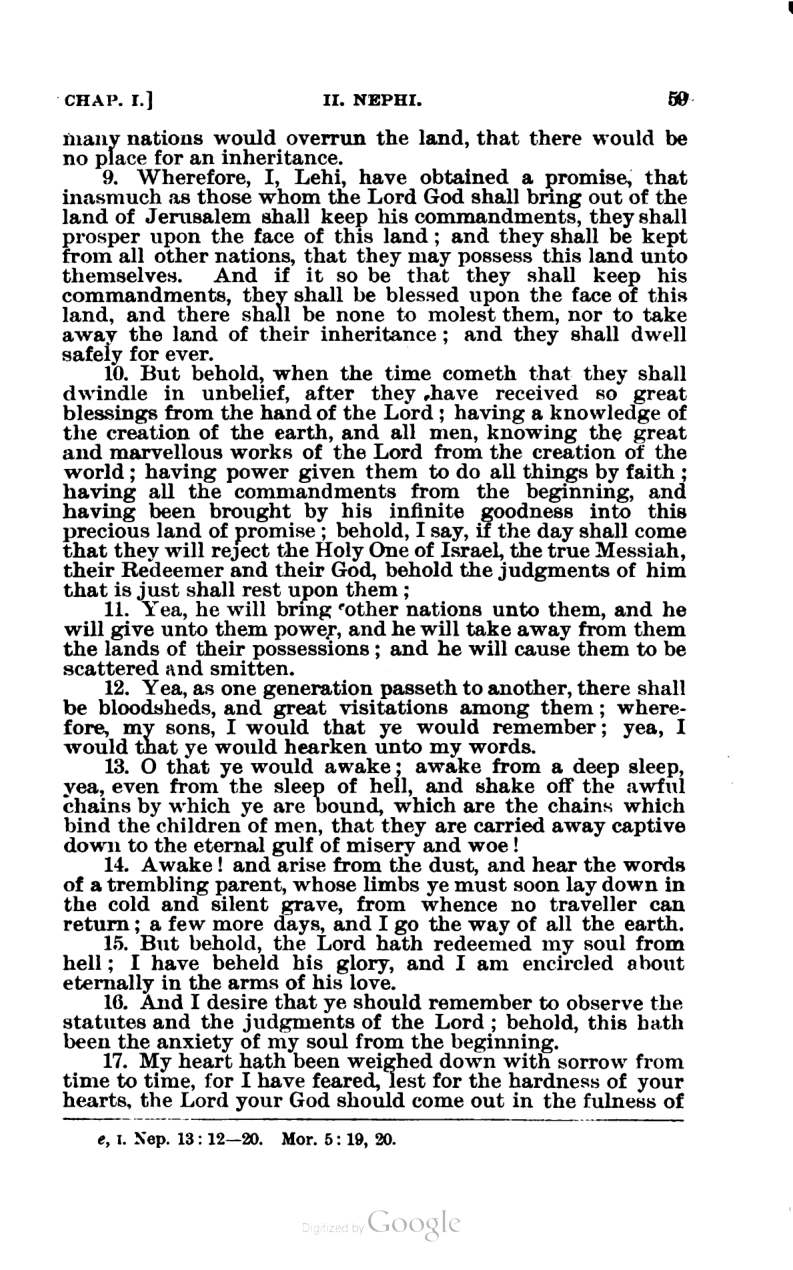 CHAP. I.] II. NEPHI. 59
many nations would overrun the land, that there would be
no place for an inheritance.
9. Wherefore, I, Lehi, have obtained a promise, that
inasmuch as those whom the Lord God shall bring out of the
land of Jerusalem shall keep his commandments, they shall
prosper upon the face of this land; and they shall be kept
from all other nations, that they may possess this land unto
themselves. And if it so be that they shall keep his
commandments, they shall be blessed upon the face of this
land, and there shall be none to molest them, nor to take
away the land of their inheritance; and they shall dwell
safely for ever.
10. But behold, when the time cometh that they shall
dwindle in unbelief, after they have received so great
blessings from the hand of the Lord; having a knowledge of
the creation of the earth, and all men, knowing the great
and marvellous works of the Lord from the creation of the
world; having power given them to do all things by faith;
having all the commandments from the beginning, and
having been brought by his infinite goodness into this
precious land of promise; behold, I say, if the day shall come
that they will reject the Holy One of Israel, the true Messiah,
their Redeemer and their God, behold the judgments of him
that is just shall rest upon them;
11. Yea, he will bring ᵉother nations unto them, and he
will give unto them power, and he will take away from them
the lands of their possessions; and he will cause them to be
scattered and smitten.
12. Yea, as one generation passeth to another, there shall
be bloodsheds, and great visitations among them; where-
fore, my sons, I would that ye would remember; yea, I
would that ye would hearken unto my words.
13. O that ye would awake; awake from a deep sleep,
yea, even from the sleep of hell, and shake off the awful
chains by which ye are bound, which are the chains which
bind the children of men, that they are carried away captive
down to the eternal gulf of misery and woe!
14. Awake! and arise from the dust, and hear the words
of a trembling parent, whose limbs ye must soon lay down in
the cold and silent grave, from whence no traveller can
return; a few more days, and I go the way of all the earth.
15. But behold, the Lord hath redeemed my soul from
hell; I have beheld his glory, and I am encircled about
eternally in the arms of his love.
16. And I desire that ye should remember to observe the
statutes and the judgments of the Lord; behold, this hath
been the anxiety of my soul from the beginning.
17. My heart hath been weighed down with sorrow from
time to time, for I have feared, lest for the hardness of your
hearts, the Lord your God should come out in the fulness of
e, I. Nep. 13: 12—20. Mor. 5: 19, 20.
Digitized by Google